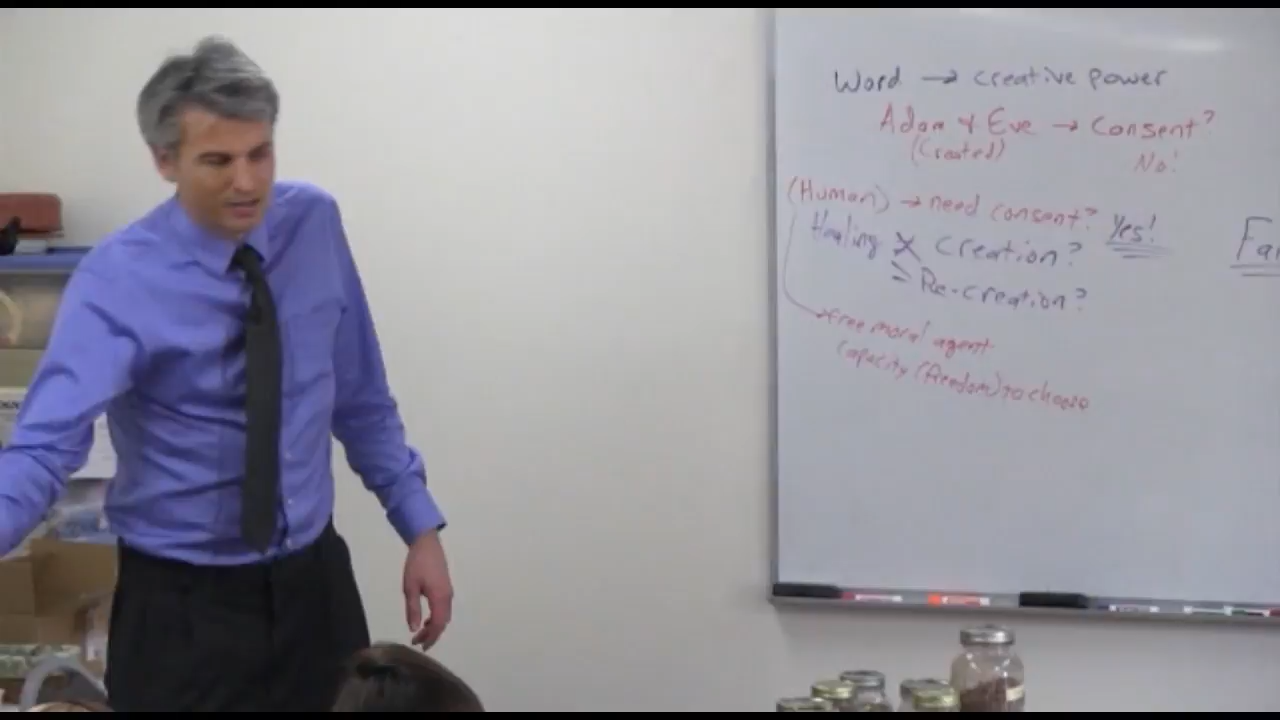 Word → creative power
Adam & Eve → Consent?
(Created) No!
(Human) → need consent? Yes!
Healing X Creation?
= Re-creation?
Fai
free moral agent
capacity (freedom) to choose